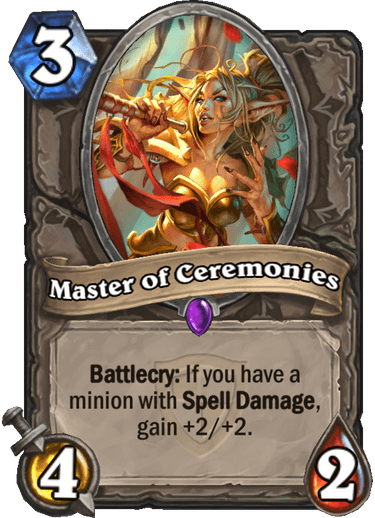 3
Master of Ceremonies
Battlecry: If you have a
minion with Spell Damage,
gain +2/+2.
4
2